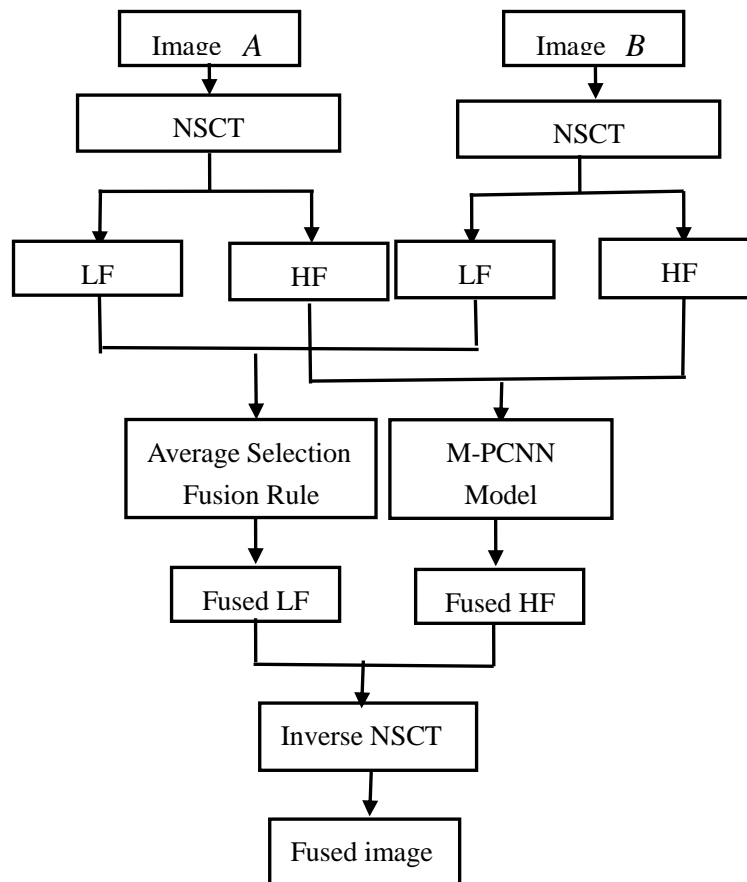 Image A
Image B
NSCT
NSCT
LF
HF
LF
HF
Average Selection
Fusion Rule
M-PCNN
Model
Fused LF
Fused HF
Inverse NSCT
Fused image